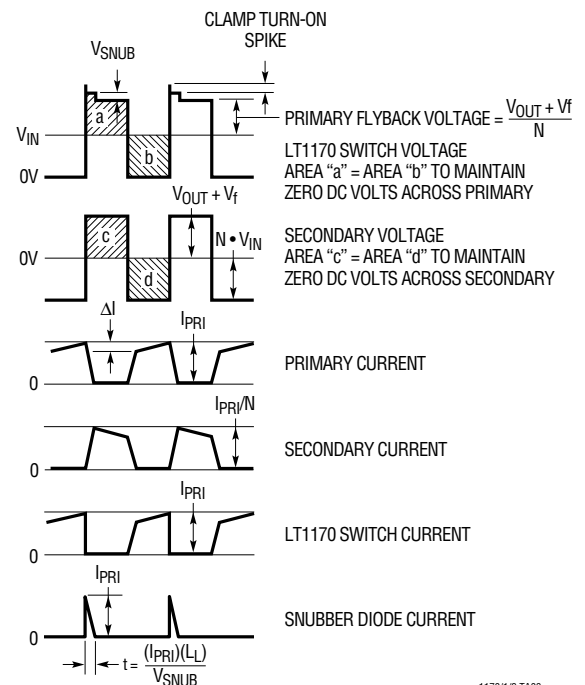 CLAMP TURN-ON
SPIKE
VSNUB
a
PRIMARY FLYBACK VOLTAGE = VOUT + Vf
N
VIN
b
LT1170 SWITCH VOLTAGE
AREA “a” = AREA “b” TO MAINTAIN
ZERO DC VOLTS ACROSS PRIMARY
0V
VOUT + Vf
c
N • VIN
SECONDARY VOLTAGE
AREA “c” = AREA “d” TO MAINTAIN
ZERO DC VOLTS ACROSS SECONDARY
0V
d
∆I
IPRI
PRIMARY CURRENT
0
IPRI/N
SECONDARY CURRENT
0
IPRI
LT1170 SWITCH CURRENT
0
IPRI
SNUBBER DIODE CURRENT
0
t = (IPRI)(LL)
VSNUB